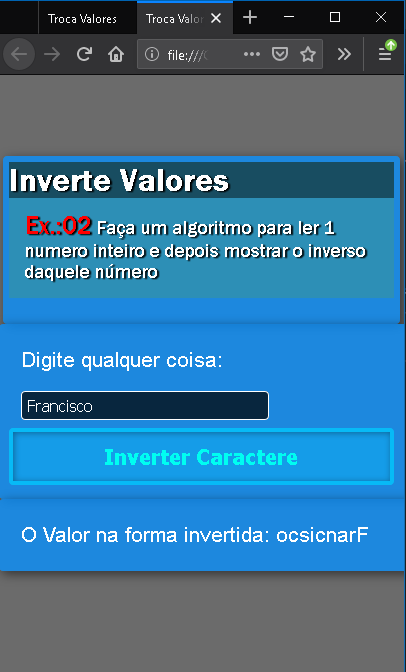 Troca Valores
Troca Valor
file:///
Inverte Valores
Ex.:02 Faça um algoritmo para ler 1
numero inteiro e depois mostrar o inverso
daquele número
Digite qualquer coisa:
Francisco
Inverter Caractere
O Valor na forma invertida: ocsicnarF